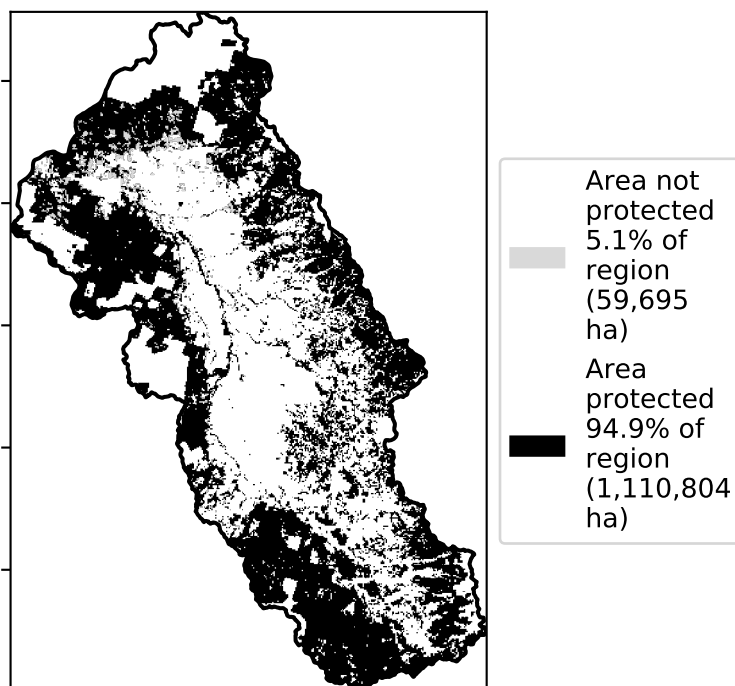 Area not
protected
5.1% of
region
(59,695
ha)
Area
protected
94.9% of
region
(1,110,804
ha)